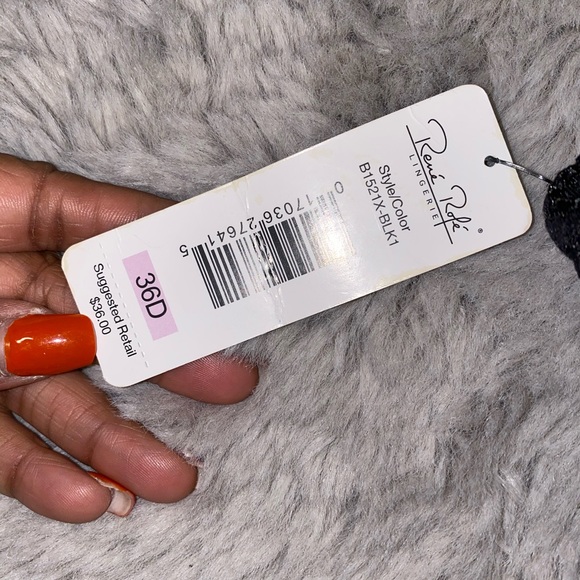 René Rofé ®
LINGERIE
Style/Color
B1521X-BLK1
0 17036 27641 5
36D
Suggested Retail
$36.00